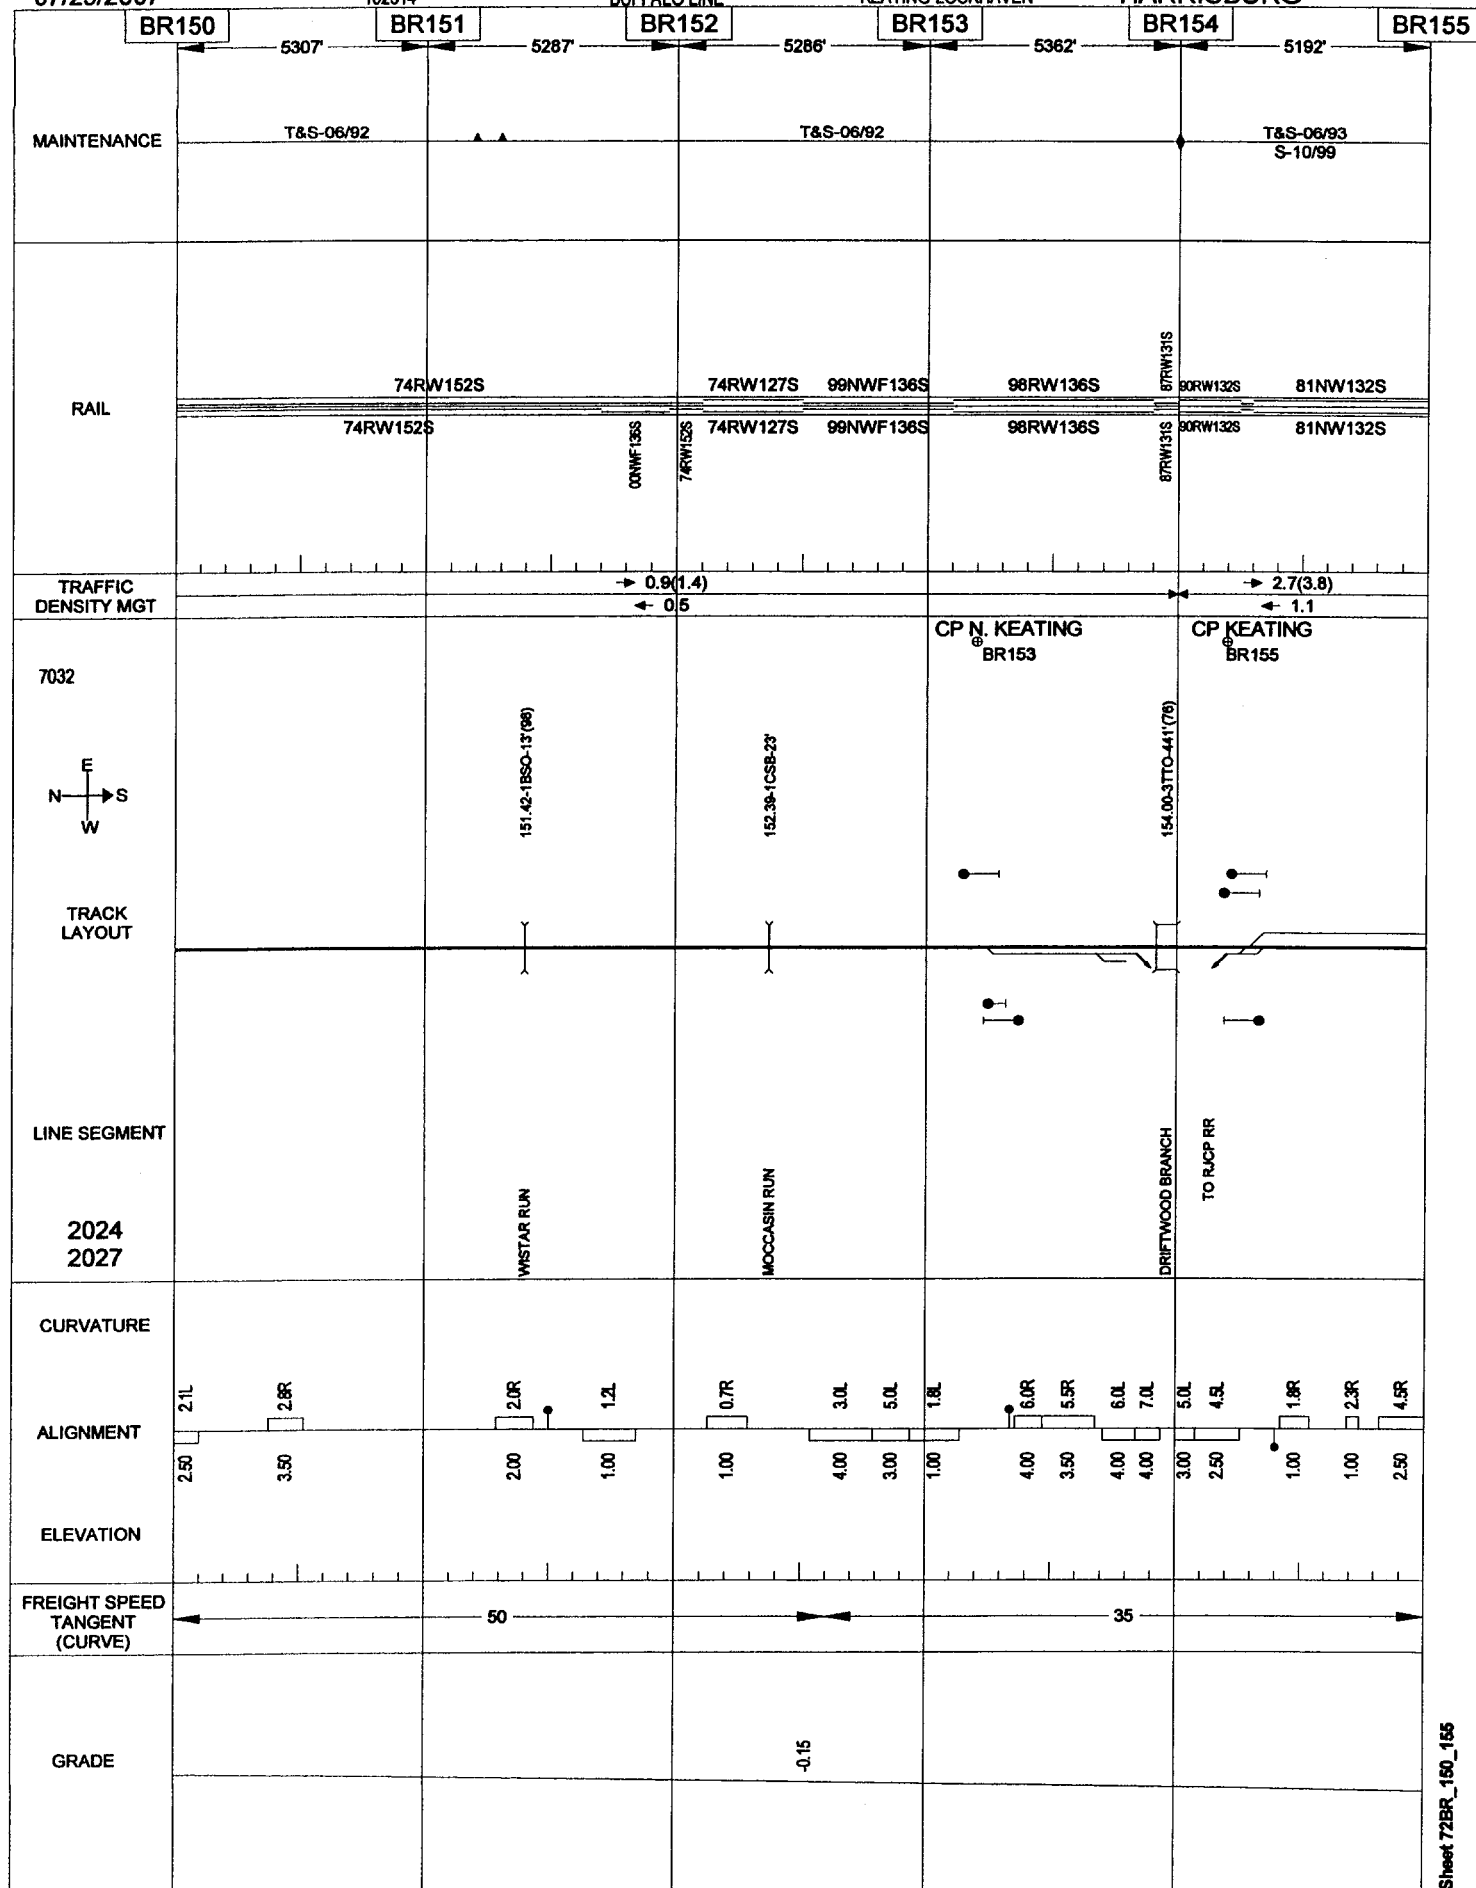 BUFFALO LINE HARRISBURG
BR150 BR151 BR152 BR153 BR154 BR155
5307' 5287' 5286' 5362' 5192'
MAINTENANCE
T&S-06/92 T&S-06/92 T&S-06/93
S-10/99
RAIL
87RW131S
74RW152S 74RW127S 99NWF136S 98RW136S 90RW132S 81NW132S
74RW152S 74RW127S 99NWF136S 98RW136S 90RW132S 81NW132S
00NWF136S 74RW152S 87RW131S
TRAFFIC
DENSITY MGT
0.9(1.4) 2.7(3.8)
0.5 1.1
CP N. KEATING CP KEATING
BR153 BR155
7032
E
N S
W
151.42-1BSO-13'(98)
152.39-1CSB-23'
154.00-3TTO-441'(76)
TRACK
LAYOUT
LINE SEGMENT
2024
2027
WISTAR RUN
MOCCASIN RUN
DRIFTWOOD BRANCH
TO RJCP RR
CURVATURE
2.1L 2.8R 2.0R 1.2L 0.7R 3.0L 5.0L 1.8L 6.0R 5.5R 6.0L 7.0L 5.0L 4.5L 1.8R 2.3R 4.5R
ALIGNMENT
2.50 3.50 2.00 1.00 1.00 4.00 3.00 1.00 4.00 3.50 4.00 4.00 3.00 2.50 1.00 1.00 2.50
ELEVATION
FREIGHT SPEED
TANGENT
(CURVE)
50 35
GRADE
-0.15
Sheet 72BR_150_155